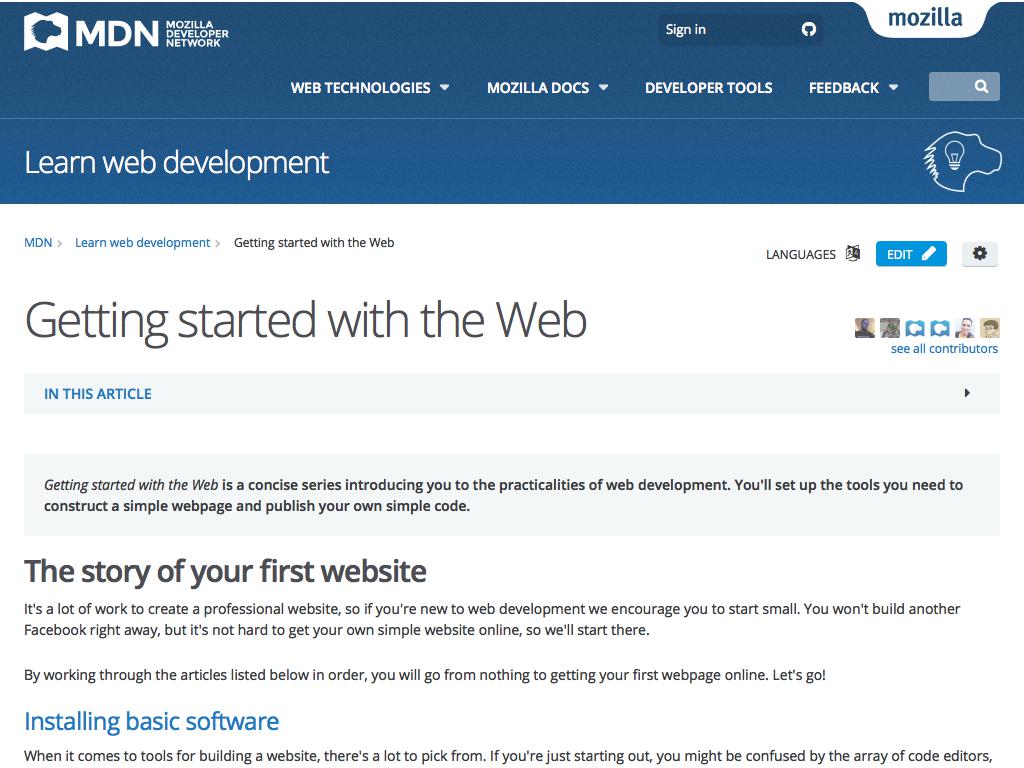 MDN MOZILLA
DEVELOPER
NETWORK
Sign in
mozilla
WEB TECHNOLOGIES
MOZILLA DOCS
DEVELOPER TOOLS
FEEDBACK
Learn web development
MDN
Learn web development
Getting started with the Web
LANGUAGES
EDIT
Getting started with the Web
see all contributors
IN THIS ARTICLE
Getting started with the Web is a concise series introducing you to the practicalities of web development. You'll set up the tools you need to
construct a simple webpage and publish your own simple code.
The story of your first website
It's a lot of work to create a professional website, so if you're new to web development we encourage you to start small. You won't build another
Facebook right away, but it's not hard to get your own simple website online, so we'll start there.
By working through the articles listed below in order, you will go from nothing to getting your first webpage online. Let's go!
Installing basic software
When it comes to tools for building a website, there's a lot to pick from. If you're just starting out, you might be confused by the array of code editors,